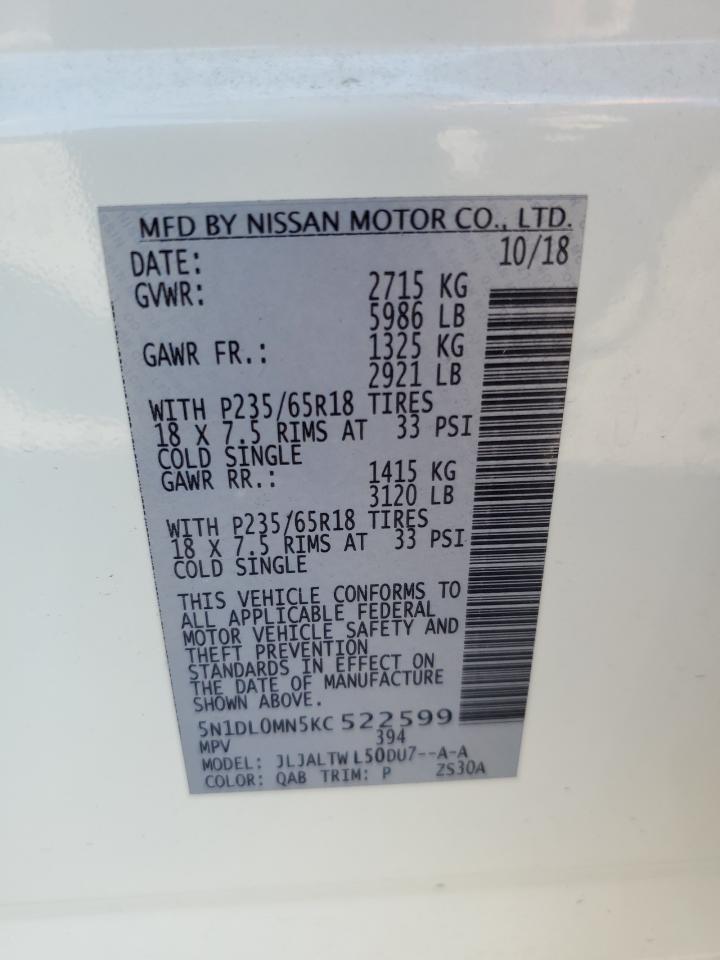 MFD BY NISSAN MOTOR CO., LTD.
DATE: 10/18
GVWR: 2715 KG
5986 LB
GAWR FR.: 1325 KG
2921 LB
WITH P235/65R18 TIRES
18 X 7.5 RIMS AT 33 PSI
COLD SINGLE
GAWR RR.: 1415 KG
3120 LB
WITH P235/65R18 TIRES
18 X 7.5 RIMS AT 33 PSI
COLD SINGLE
THIS VEHICLE CONFORMS TO
ALL APPLICABLE FEDERAL
MOTOR VEHICLE SAFETY AND
THEFT PREVENTION
STANDARDS IN EFFECT ON
THE DATE OF MANUFACTURE
SHOWN ABOVE.
5N1DL0MN5KC 522599
MPV 394
MODEL: JLJALTW L50DU7--A-A
COLOR: QAB TRIM: P ZS30A